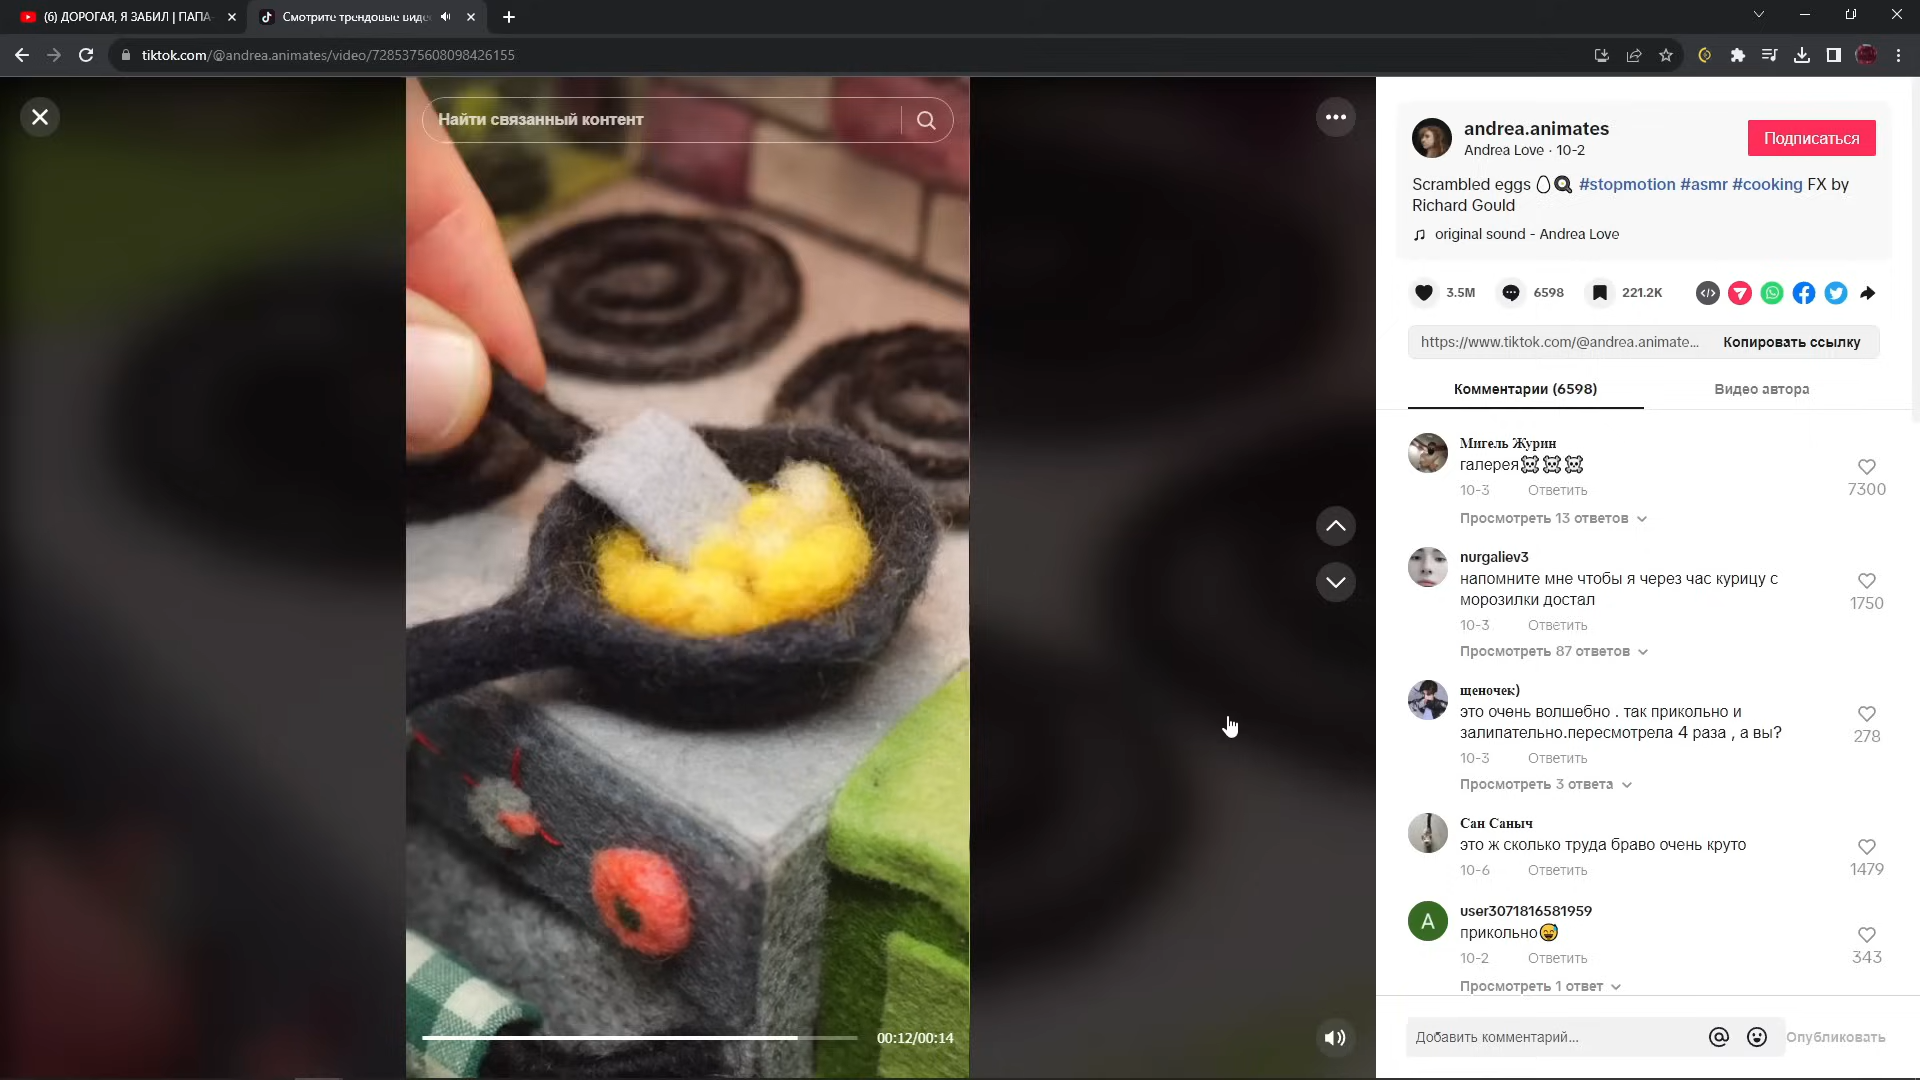 (6) ДОРОГАЯ, Я ЗАБИЛ | ПАПА-
Смотрите трендовые виде
tiktok.com/@andrea.animates/video/7285375608098426155
Найти связанный контент
00:12/00:14
andrea.animates
Andrea Love · 10-2
Подписаться
Scrambled eggs 🥚🍳 #stopmotion #asmr #cooking FX by
Richard Gould
♫ original sound - Andrea Love
3.5M
6598
221.2K
https://www.tiktok.com/@andrea.animate...
Копировать ссылку
Комментарии (6598)
Видео автора
Мигель Журин
галерея☠️☠️☠️
10-3 Ответить
7300
Просмотреть 13 ответов
nurgaliev3
напомните мне чтобы я через час курицу с
морозилки достал
1750
10-3 Ответить
Просмотреть 87 ответов
щеночек)
это очень волшебно . так прикольно и
залипательно.пересмотрела 4 раза , а вы?
278
10-3 Ответить
Просмотреть 3 ответа
Сан Саныч
это ж сколько труда браво очень круто
10-6 Ответить
1479
A
user3071816581959
прикольно😅
10-2 Ответить
343
Просмотреть 1 ответ
Добавить комментарий...
Опубликовать